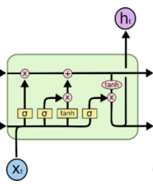 hₜ
x +
tanh
x x
σ σ tanh σ
Xₜ